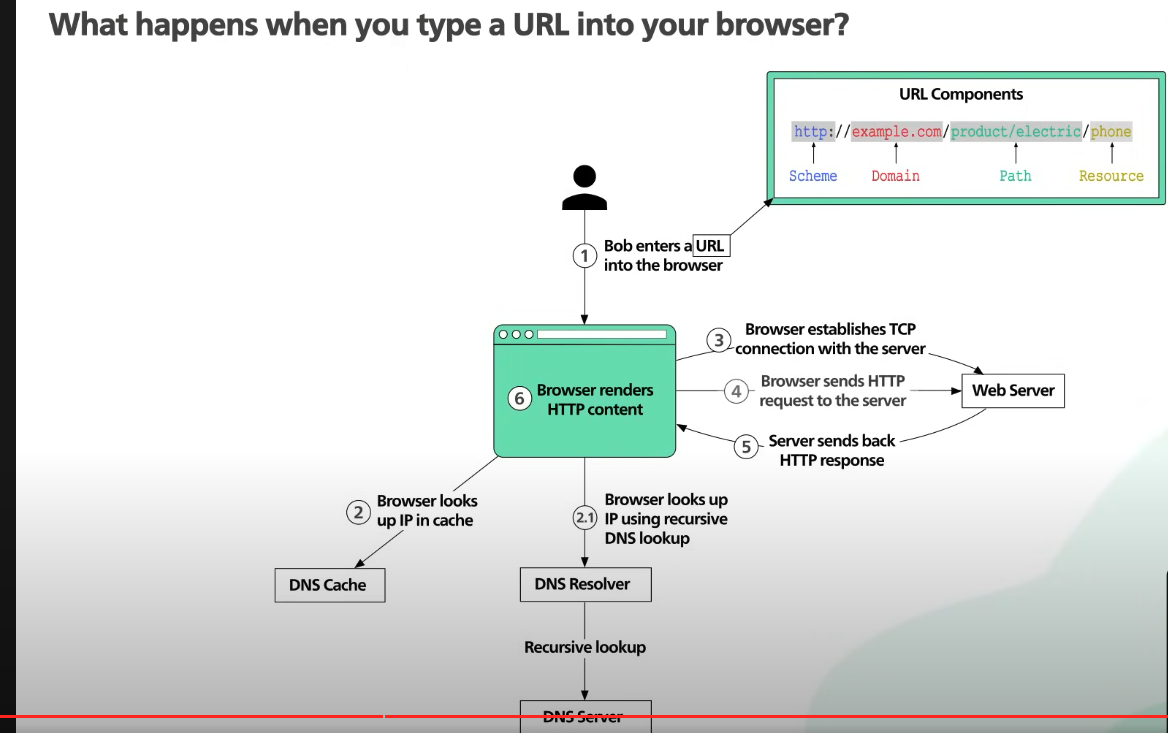 What happens when you type a URL into your browser?
URL Components
http://example.com/product/electric/phone
Scheme Domain Path Resource
1 Bob enters a URL
into the browser
3 Browser establishes TCP
connection with the server
4 Browser sends HTTP
request to the server
Web Server
6 Browser renders
HTTP content
5 Server sends back
HTTP response
2 Browser looks
up IP in cache
2.1 Browser looks up
IP using recursive
DNS lookup
DNS Cache
DNS Resolver
Recursive lookup
DNS Server